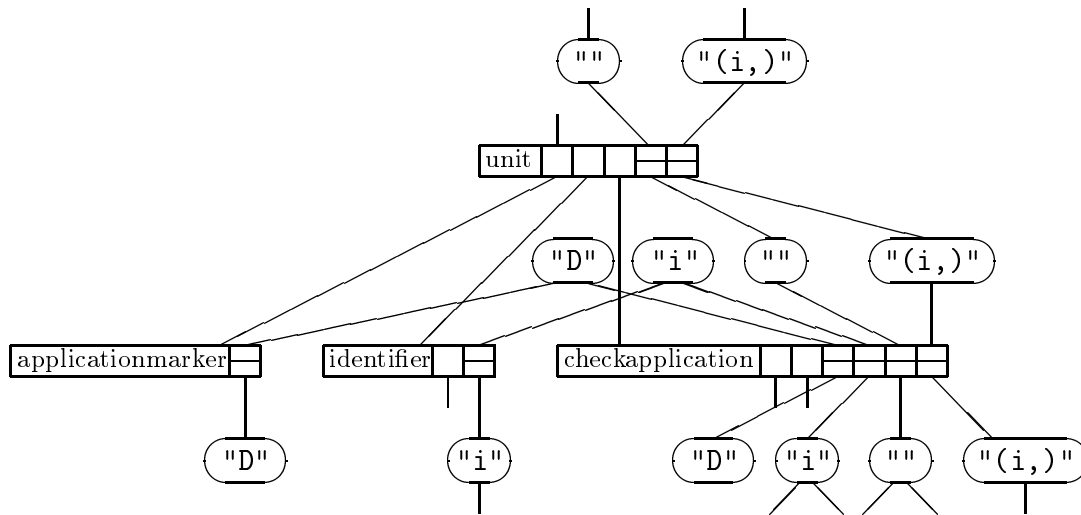 "" "(i,)"
unit
"D" "i" "" "(i,)"
applicationmarker identifier checkapplication
"D" "i" "D" "i" "" "(i,)"